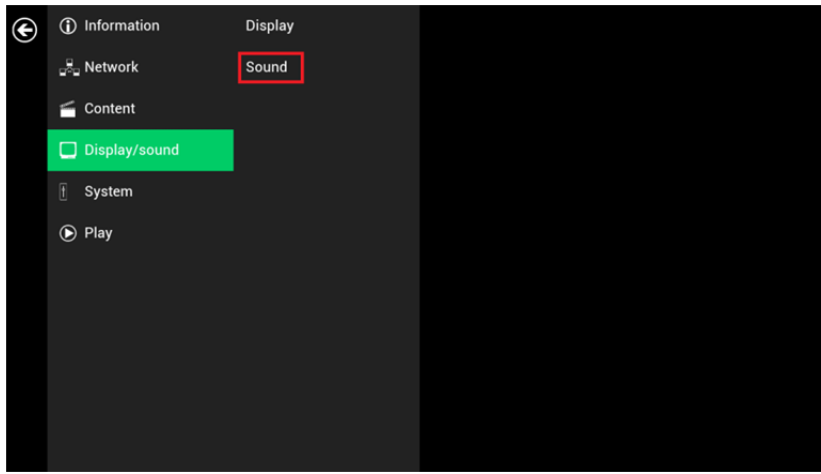 Information
Network
Content
Display/sound
System
Play
Display
Sound